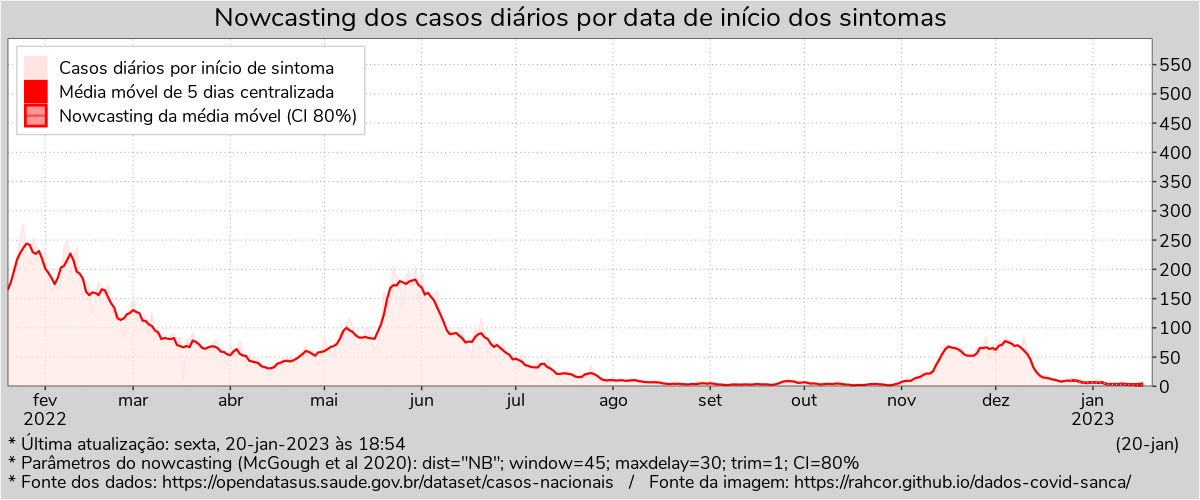 Nowcasting dos casos diários por data de início dos sintomas
Casos diários por início de sintoma
Média móvel de 5 dias centralizada
Nowcasting da média móvel (CI 80%)
550
500
450
400
350
300
250
200
150
100
50
0
fev mar abr mai jun jul ago set out nov dez jan
2022 2023
* Última atualização: sexta, 20-jan-2023 às 18:54 (20-jan)
* Parâmetros do nowcasting (McGough et al 2020): dist="NB"; window=45; maxdelay=30; trim=1; CI=80%
* Fonte dos dados: https://opendatasus.saude.gov.br/dataset/casos-nacionais / Fonte da imagem: https://rahcor.github.io/dados-covid-sanca/